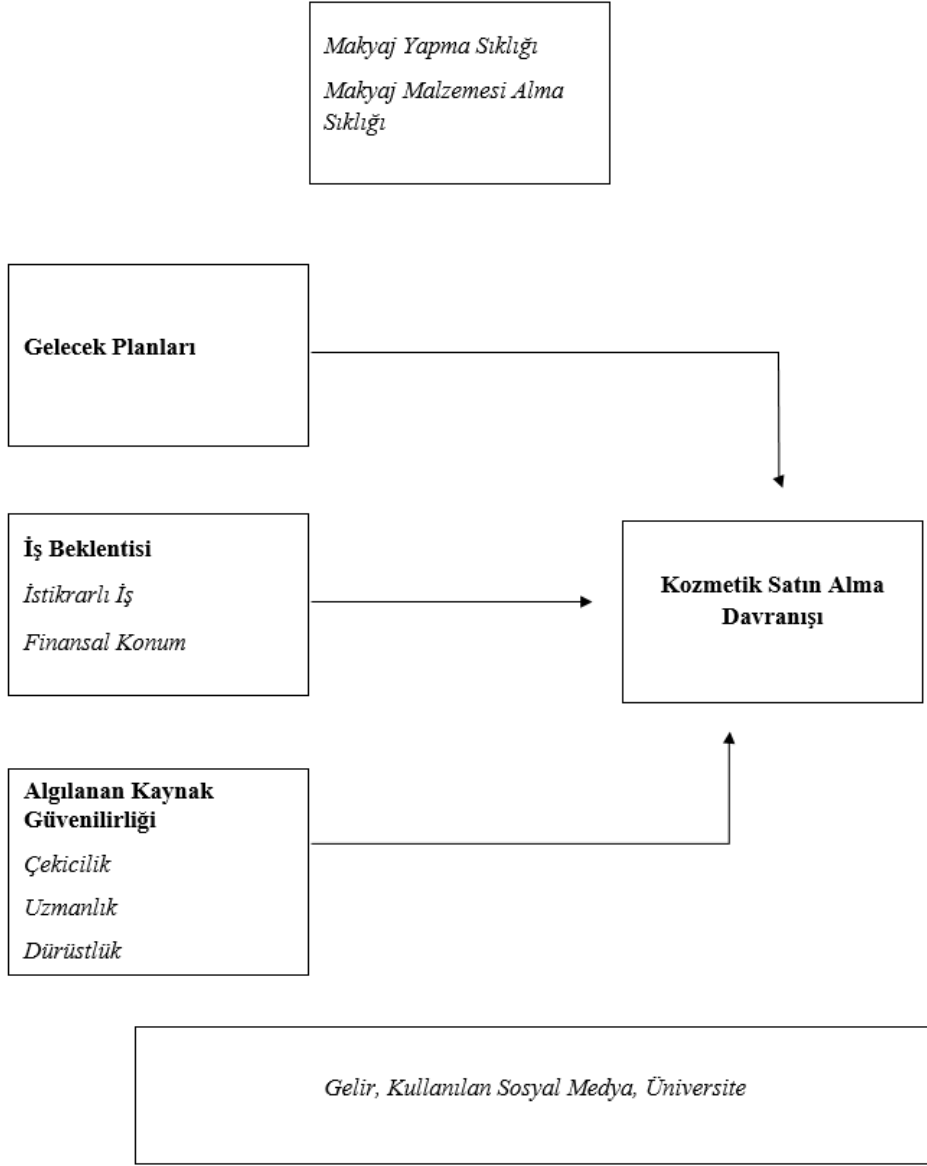 Makyaj Yapma Sıklığı
Makyaj Malzemesi Alma
Sıklığı
Gelecek Planları
İş Beklentisi
İstikrarlı İş
Finansal Konum
Kozmetik Satın Alma
Davranışı
Algılanan Kaynak
Güvenilirliği
Çekicilik
Uzmanlık
Dürüstlük
Gelir, Kullanılan Sosyal Medya, Üniversite